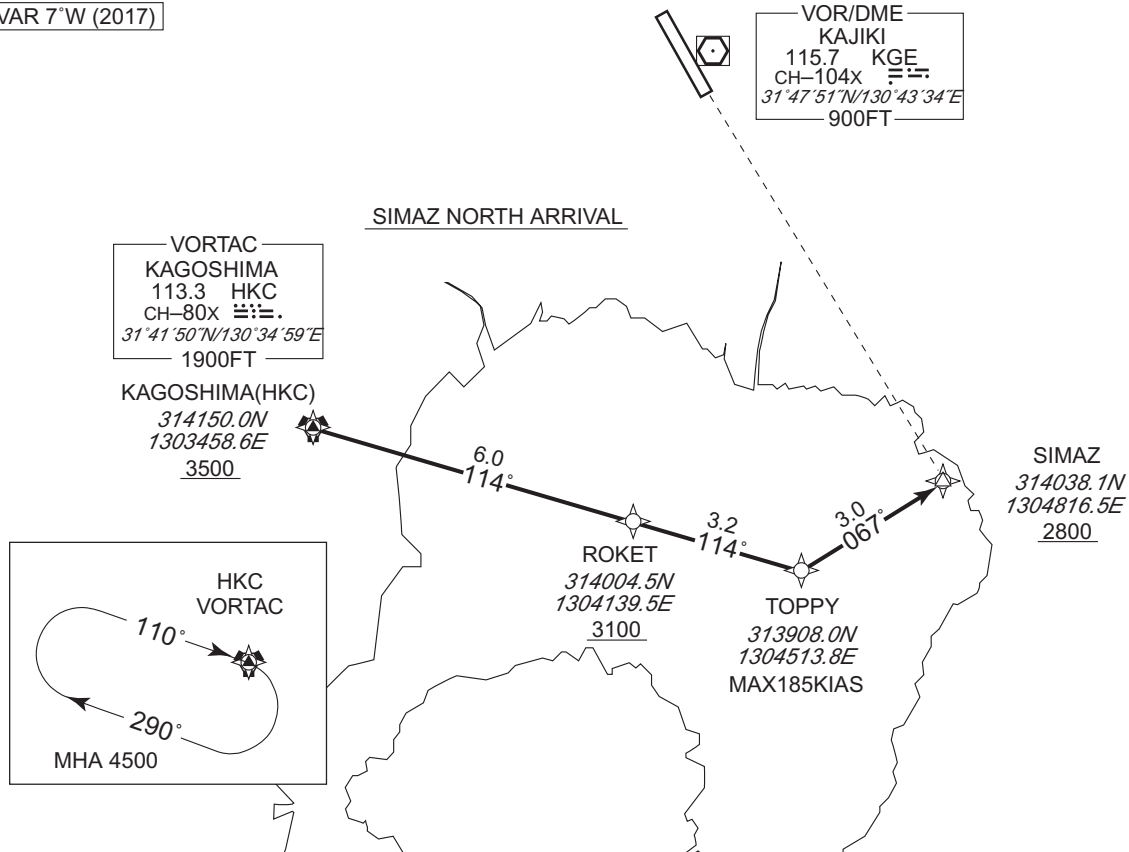 VAR 7°W (2017)
VOR/DME
KAJIKI
115.7 KGE
CH–104X
31°47′51″N/130°43′34″E
900FT
SIMAZ NORTH ARRIVAL
VORTAC
KAGOSHIMA
113.3 HKC
CH–80X
31°41′50″N/130°34′59″E
1900FT
KAGOSHIMA(HKC)
314150.0N
1303458.6E
3500
6.0
114°
3.2
114°
3.0
067°
SIMAZ
314038.1N
1304816.5E
2800
ROKET
314004.5N
1304139.5E
3100
TOPPY
313908.0N
1304513.8E
MAX185KIAS
HKC
VORTAC
110°
290°
MHA 4500